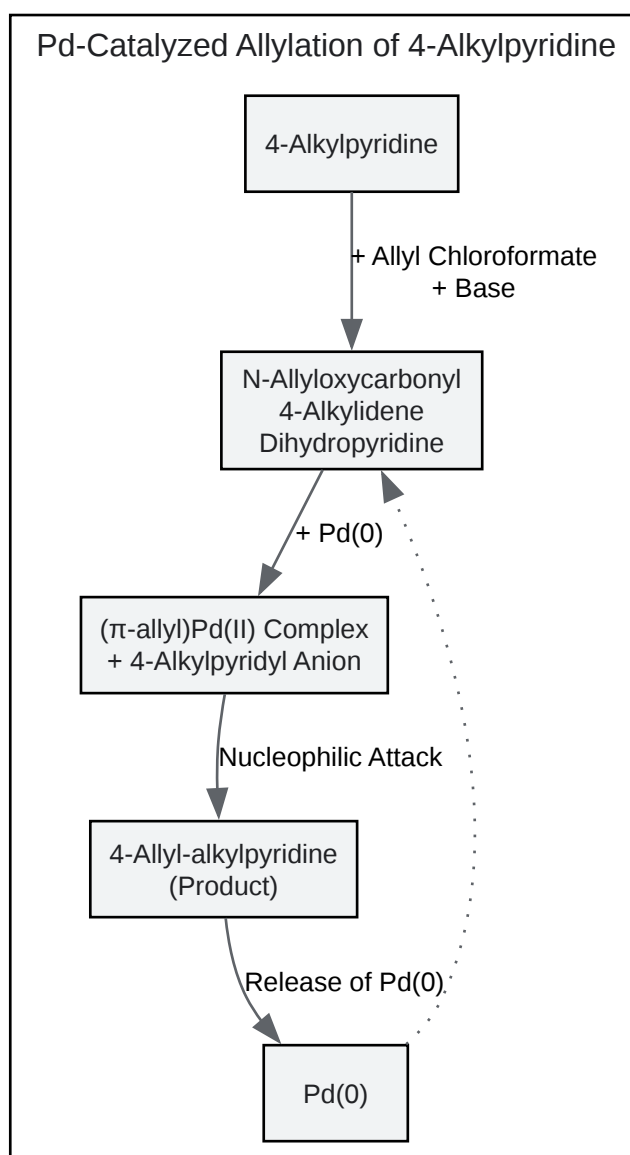 Pd-Catalyzed Allylation of 4-Alkylpyridine
4-Alkylpyridine
+ Allyl Chloroformate
+ Base
N-Allyloxycarbonyl
4-Alkylidene
Dihydropyridine
+ Pd(0)
(π-allyl)Pd(II) Complex
+ 4-Alkylpyridyl Anion
Nucleophilic Attack
4-Allyl-alkylpyridine
(Product)
Release of Pd(0)
Pd(0)